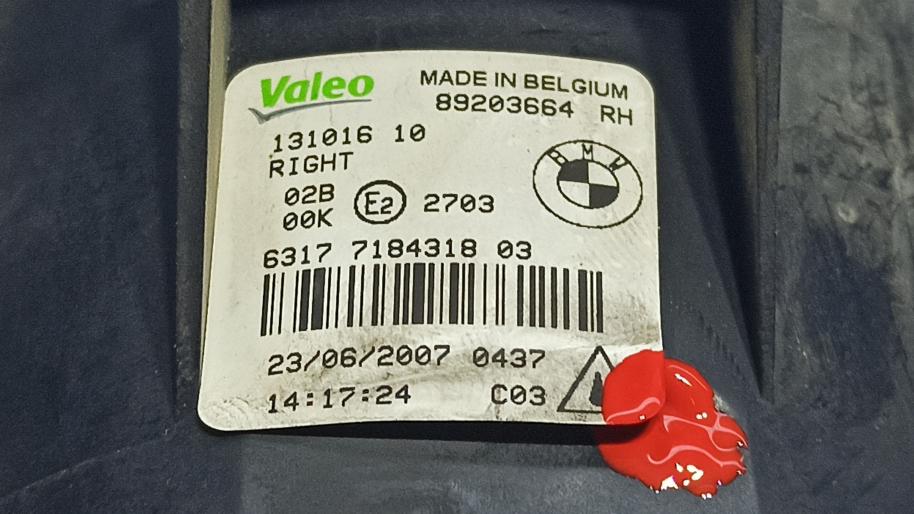 Valeo
MADE IN BELGIUM
89203664 RH
131016 10
RIGHT
02B
00K
E2
2703
BMW
6317 7184318 03
23/06/2007 0437
14:17:24 C03